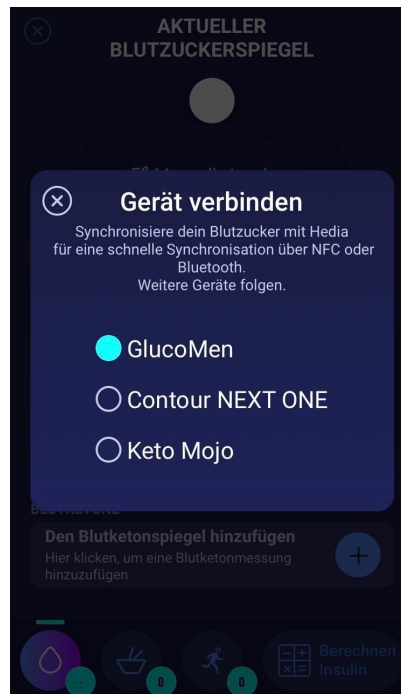 AKTUELLER
BLUTZUCKERSPIEGEL
Gerät verbinden
Synchronisiere dein Blutzucker mit Hedia
für eine schnelle Synchronisation über NFC oder
Bluetooth.
Weitere Geräte folgen.
GlucoMen
Contour NEXT ONE
Keto Mojo
Den Blutketonspiegel hinzufügen
Hier klicken, um eine Blutketonmessung
hinzuzufügen
-
0
0
Berechnen
Insulin